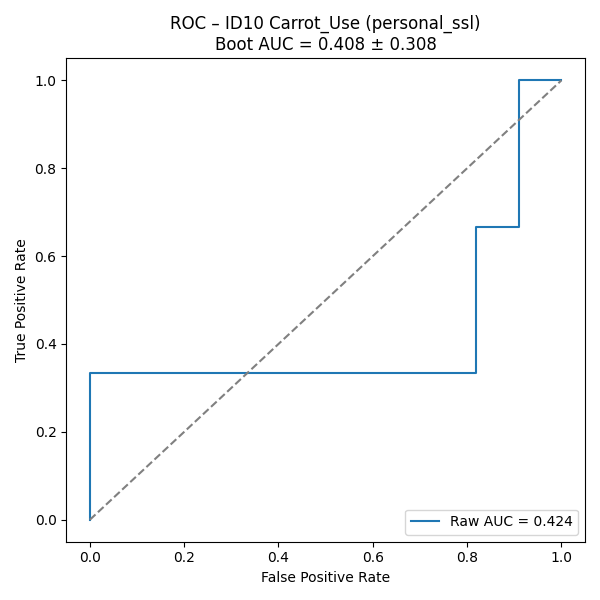 ROC – ID10 Carrot_Use (personal_ssl)
Boot AUC = 0.408 ± 0.308
True Positive Rate
1.0
0.8
0.6
0.4
0.2
0.0
0.0 0.2 0.4 0.6 0.8 1.0
False Positive Rate
Raw AUC = 0.424